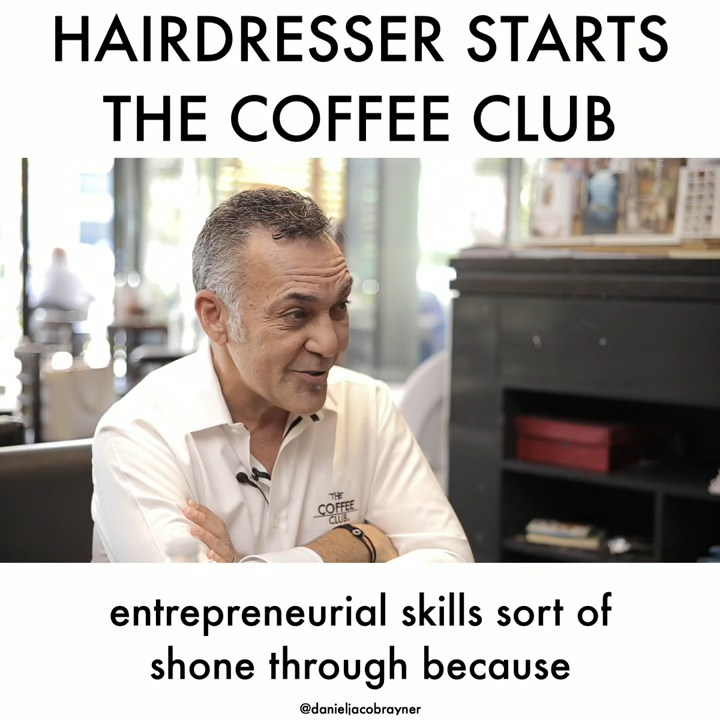 HAIRDRESSER STARTS
THE COFFEE CLUB
THE
COFFEE
CLUB.
entrepreneurial skills sort of
shone through because
@danieljacobrayner